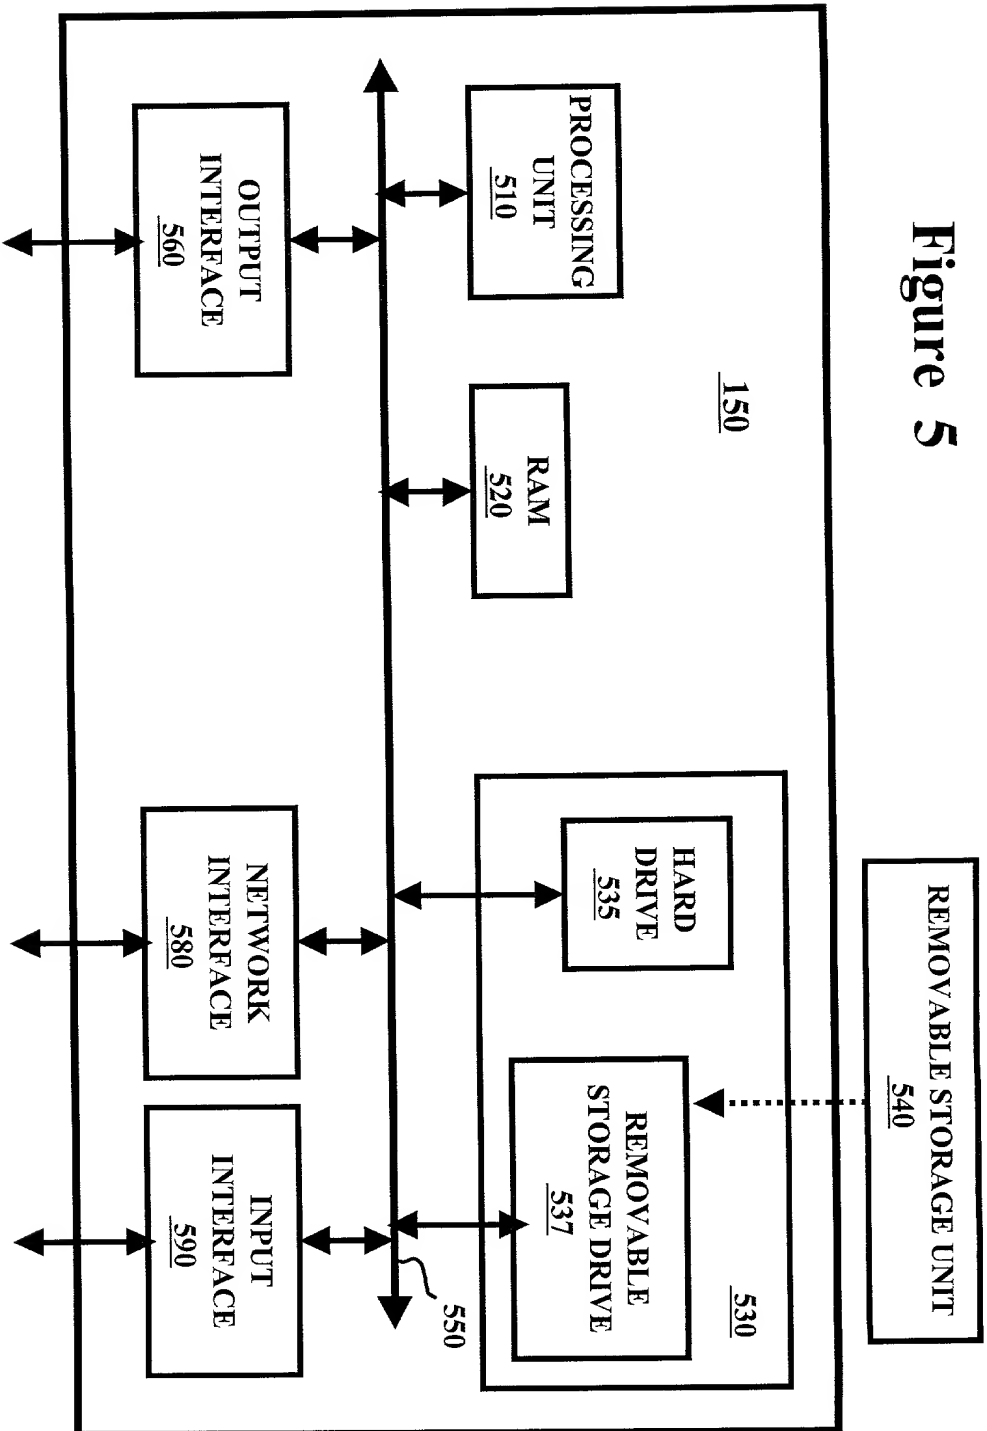 Figure 5
REMOVABLE STORAGE UNIT
540
150
530
PROCESSING
UNIT
510
RAM
520
HARD
DRIVE
535
REMOVABLE
STORAGE DRIVE
537
550
OUTPUT
INTERFACE
560
NETWORK
INTERFACE
580
INPUT
INTERFACE
590